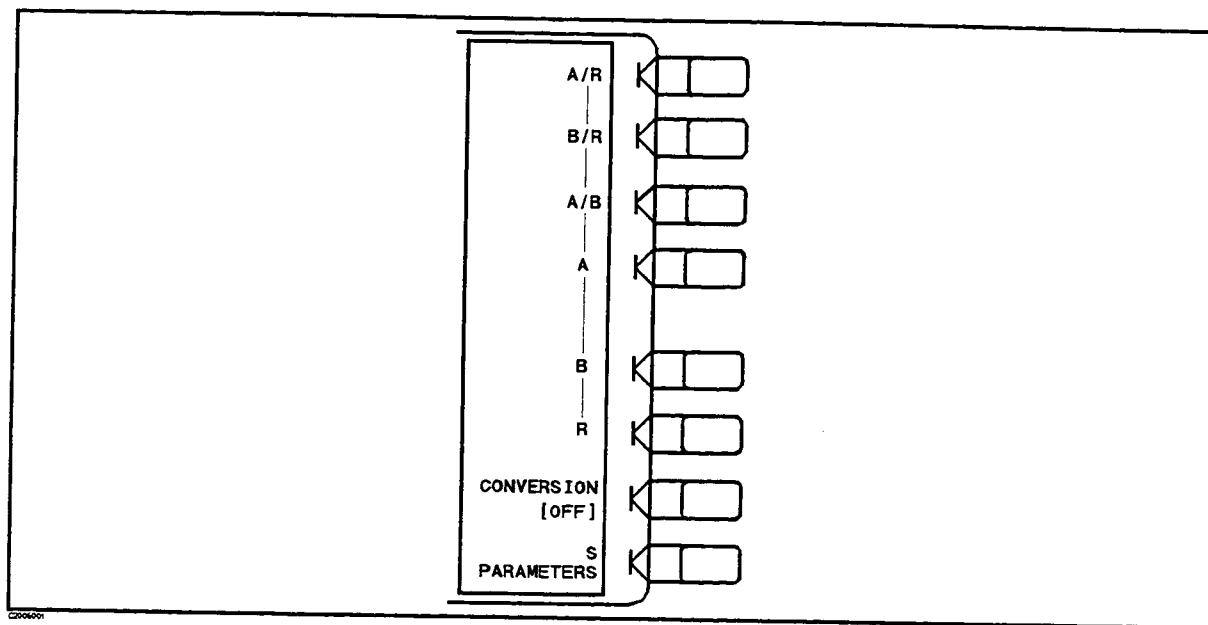 A/R
B/R
A/B
A
B
R
CONVERSION
[OFF]
S
PARAMETERS
C2006001